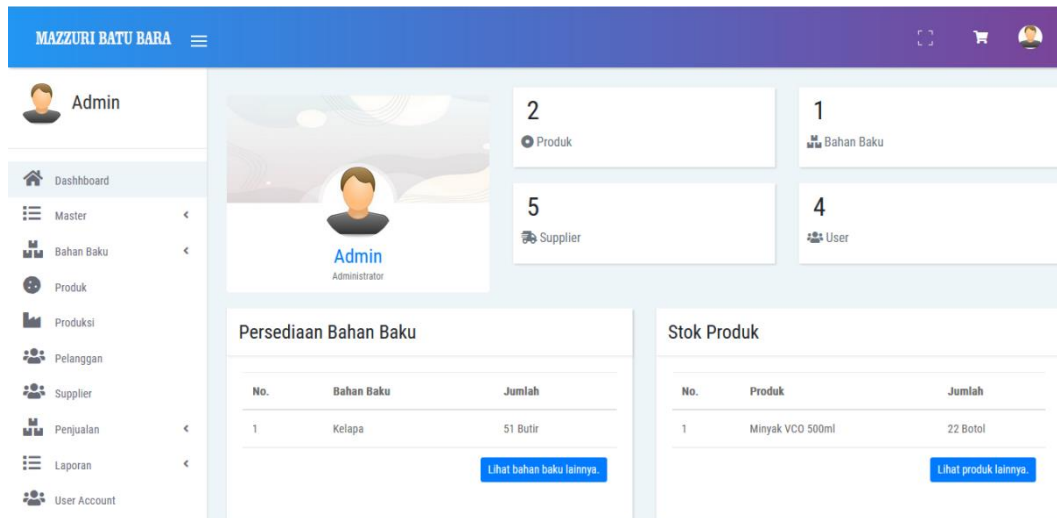 MAZZURI BATU BARA
Admin
Dashhboard
Master
Bahan Baku
Produk
Produksi
Pelanggan
Supplier
Penjualan
Laporan
User Account
Admin
Administrator
2
Produk
1
Bahan Baku
5
Supplier
4
User
Persediaan Bahan Baku
No. Bahan Baku Jumlah
1 Kelapa 51 Butir
Lihat bahan baku lainnya.
Stok Produk
No. Produk Jumlah
1 Minyak VCO 500ml 22 Botol
Lihat produk lainnya.